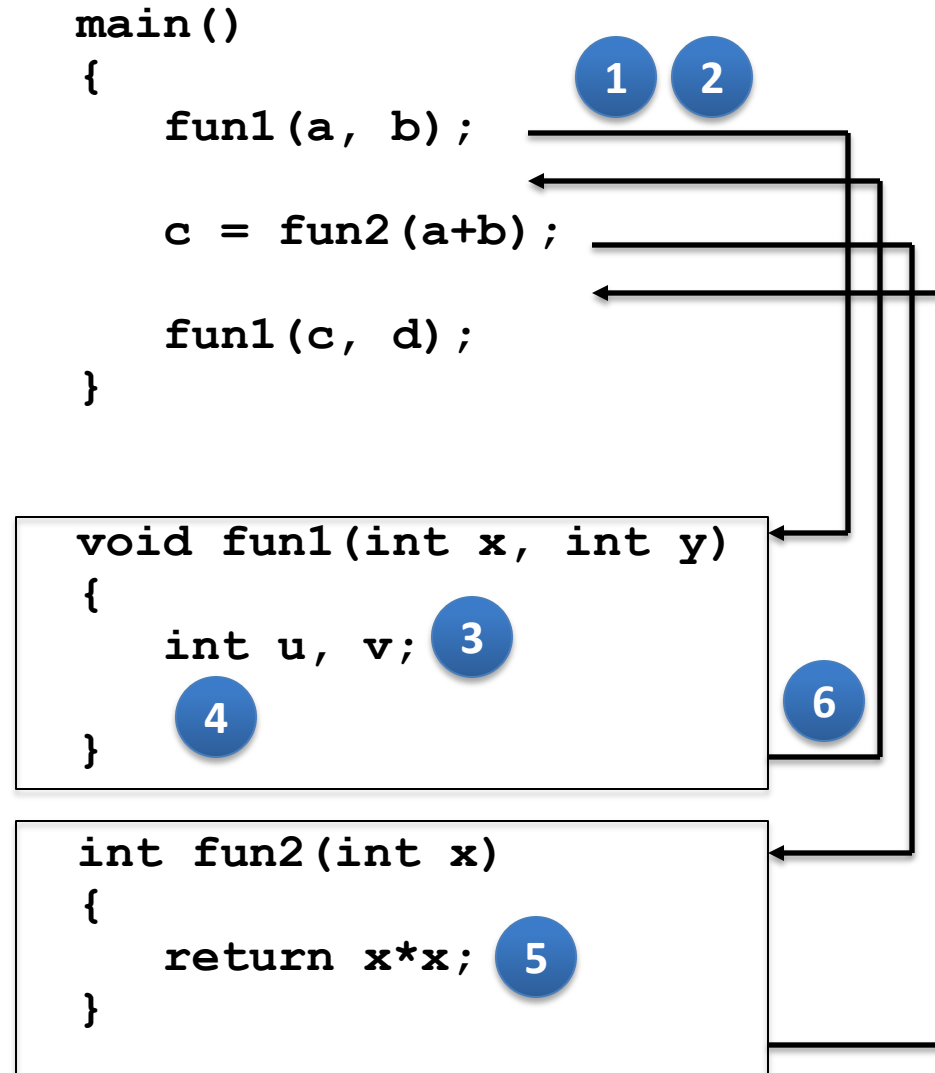 main()
{
1 2
fun1(a, b);
c = fun2(a+b);
fun1(c, d);
}
void fun1(int x, int y)
{
int u, v; 3
4
6
}
int fun2(int x)
{
return x*x; 5
}